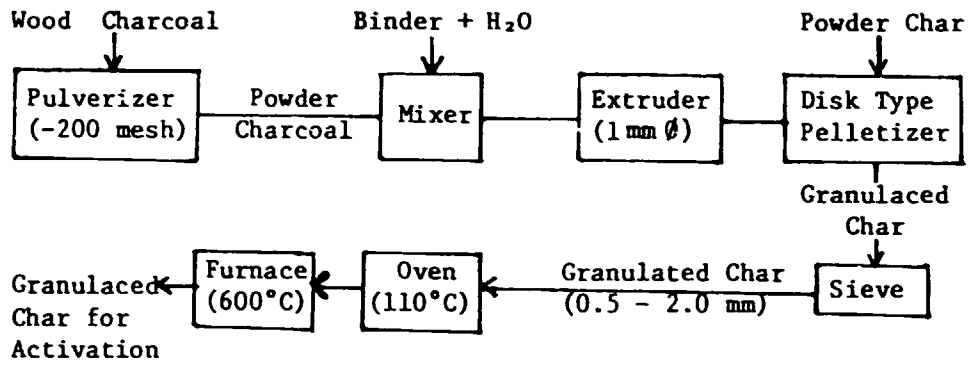 Wood Charcoal
Binder + H₂O
Powder Char
Pulverizer
(-200 mesh)
Powder
Charcoal
Mixer
Extruder
(1 mm Ø)
Disk Type
Pelletizer
Granulaced
Char
Sieve
Granulated Char
(0.5 - 2.0 mm)
Oven
(110°C)
Furnace
(600°C)
Granulaced
Char for
Activation